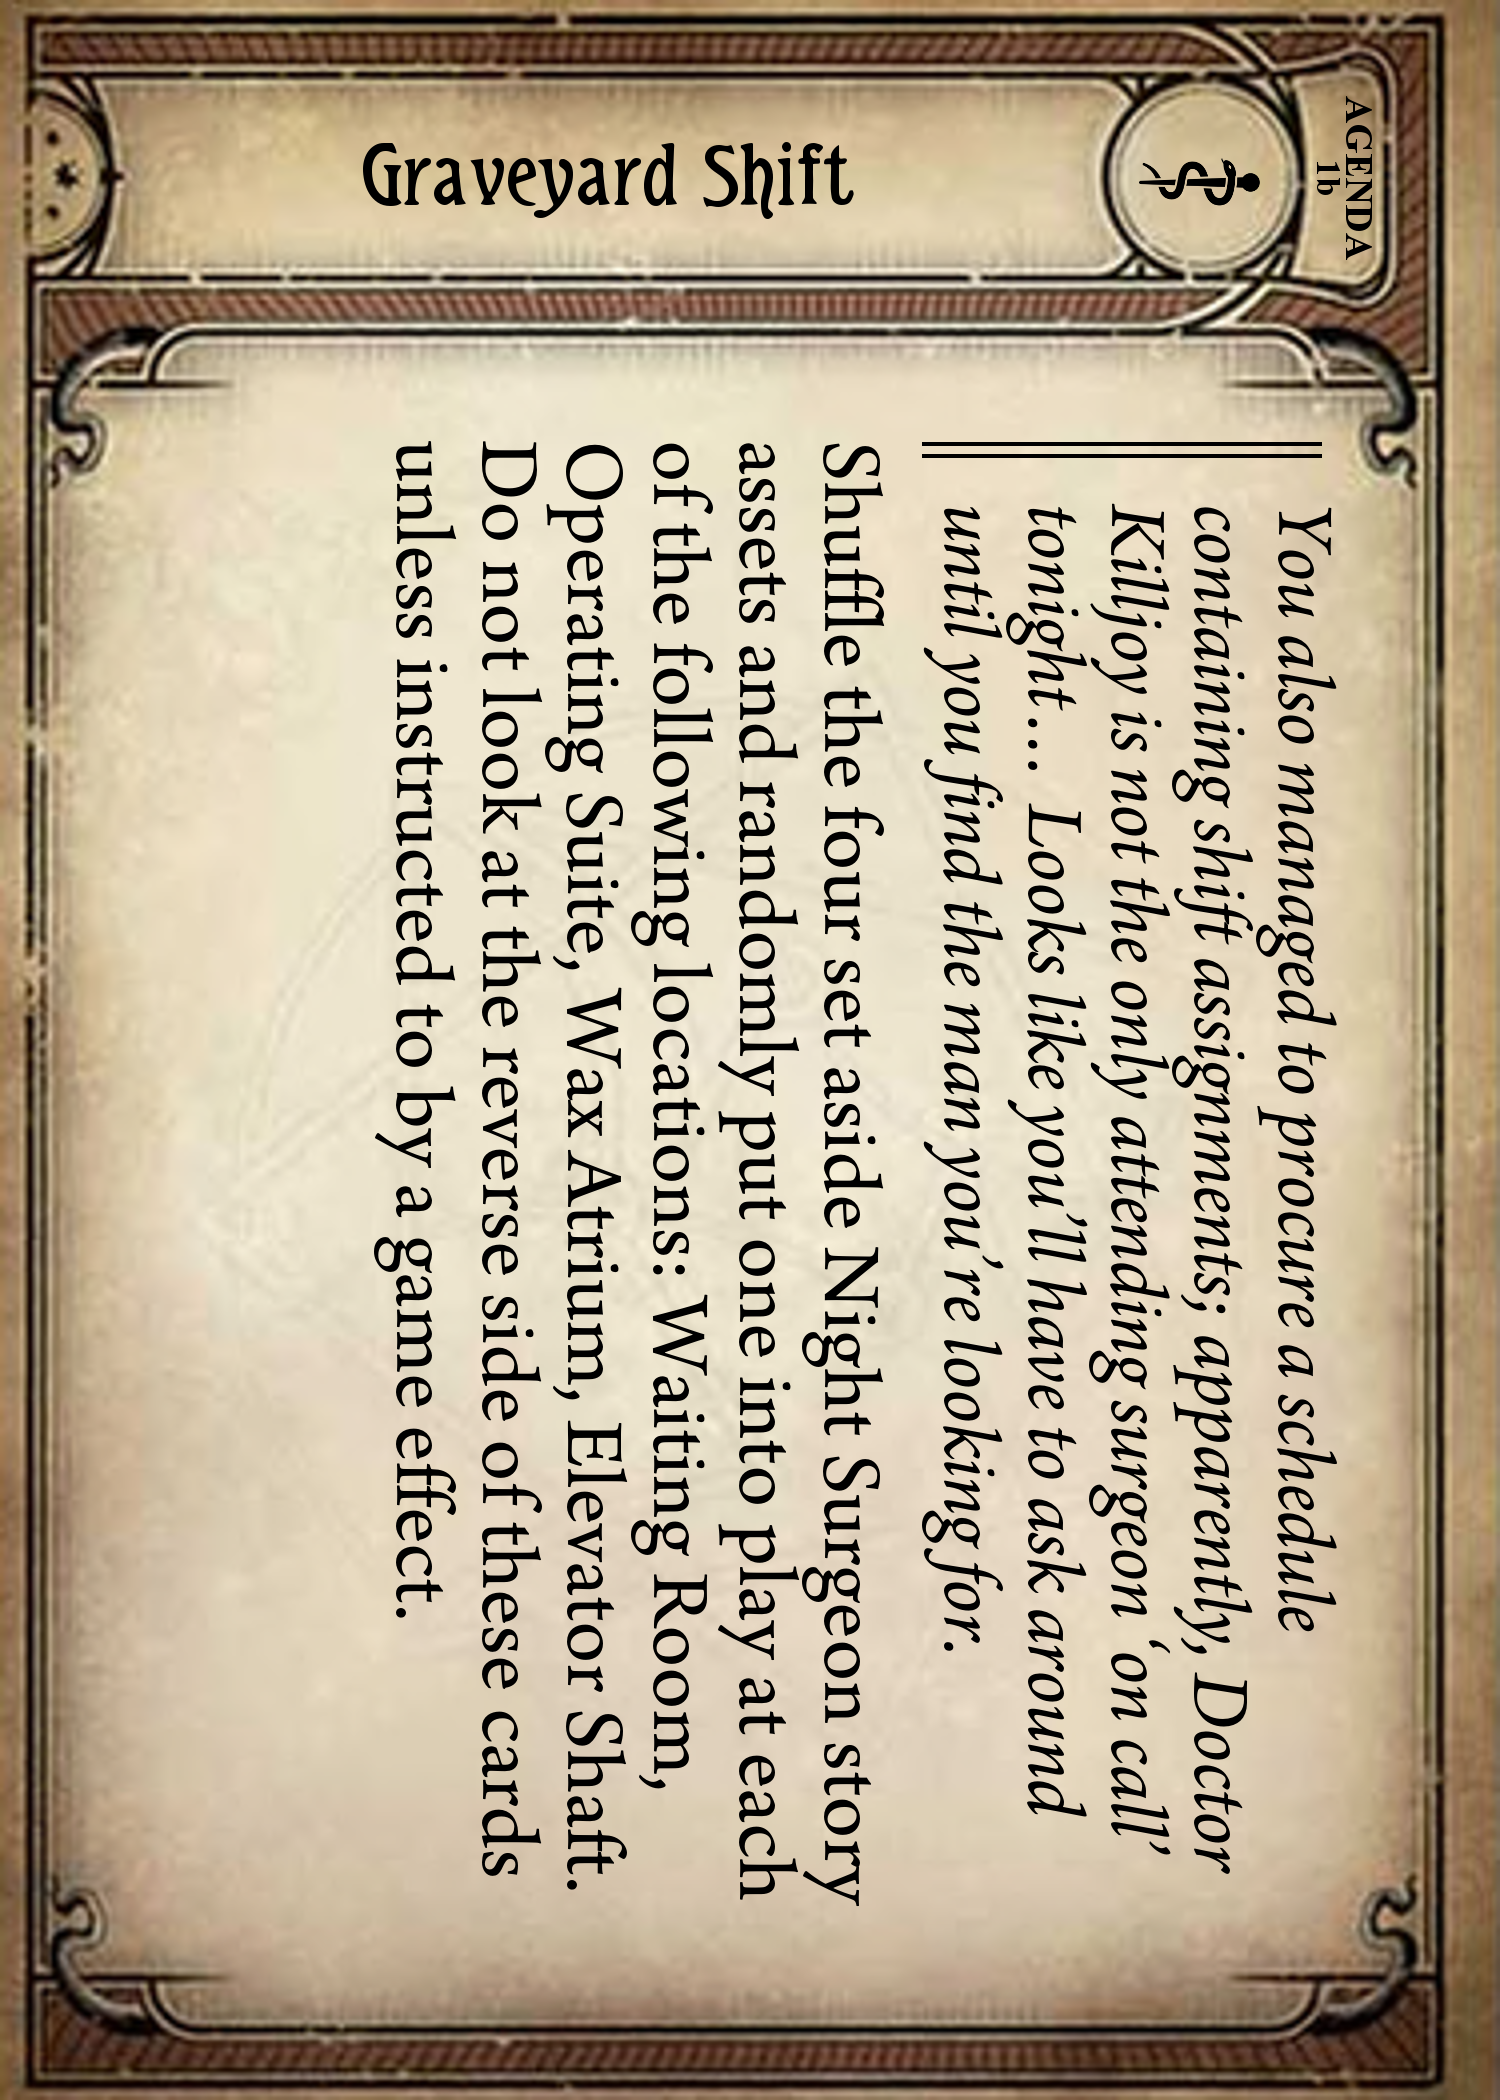 AGENDA
1b
Graveyard Shift
You also managed to procure a schedule
containing shift assignments; apparently, Doctor
Killjoy is not the only attending surgeon ‘on call’
tonight… Looks like you’ll have to ask around
until you find the man you’re looking for.
Shuffle the four set aside Night Surgeon story
assets and randomly put one into play at each
of the following locations: Waiting Room,
Operating Suite, Wax Atrium, Elevator Shaft.
Do not look at the reverse side of these cards
unless instructed to by a game effect.